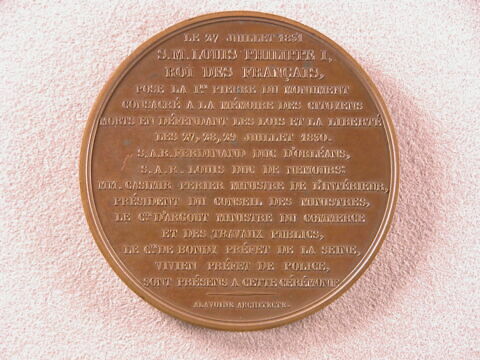 LE 27 JUILLET 1831
S.M. LOUIS PHILIPPE I,
ROI DES FRANÇAIS,
POSE LA 1re PIERRE DU MONUMENT
CONSACRÉ A LA MÉMOIRE DES CITOYENS
MORTS EN DÉFENDANT LES LOIS ET LA LIBERTÉ
LES 27, 28, 29 JUILLET 1830.
S.A.R. FERDINAND DUC D'ORLÉANS,
S.A.R. LOUIS DUC DE NEMOURS.
MM. CASIMIR PERIER MINISTRE DE L'INTÉRIEUR,
PRÉSIDENT DU CONSEIL DES MINISTRES,
LE Cte D'ARGOUT MINISTRE DU COMMERCE
ET DES TRAVAUX PUBLICS,
LE Cte DE BONDY PRÉFET DE LA SEINE,
VIVIEN PRÉFET DE POLICE,
SONT PRÉSENS A CETTE CÉRÉMONIE
ALAVOINE ARCHITECTE.